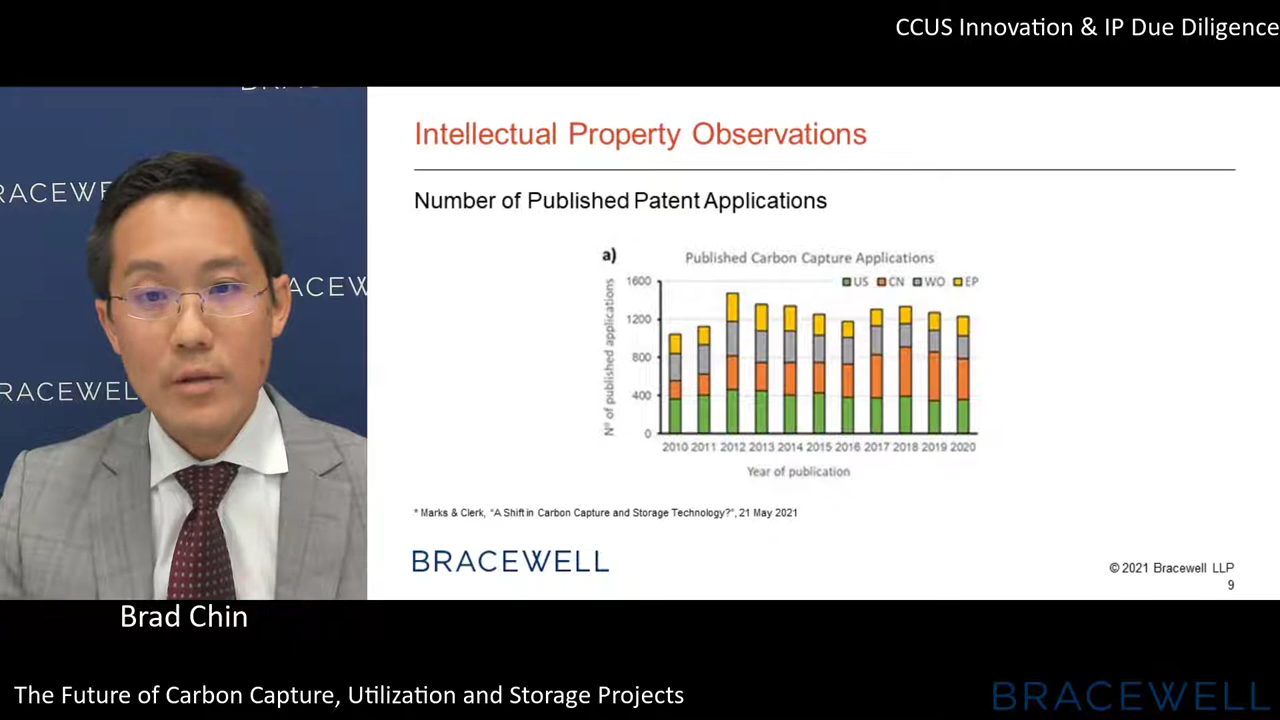 CCUS Innovation & IP Due Diligence
BRACEWE
ACEW
RACEWEL
Intellectual Property Observations
Number of Published Patent Applications
a)
Published Carbon Capture Applications
US CN WO EP
Nº of published applications
1600
1200
800
400
0
2010 2011 2012 2013 2014 2015 2016 2017 2018 2019 2020
Year of publication
* Marks & Clerk, “A Shift in Carbon Capture and Storage Technology?”, 21 May 2021
BRACEWELL
© 2021 Bracewell LLP
9
Brad Chin
The Future of Carbon Capture, Utilization and Storage Projects
BRACEWELL